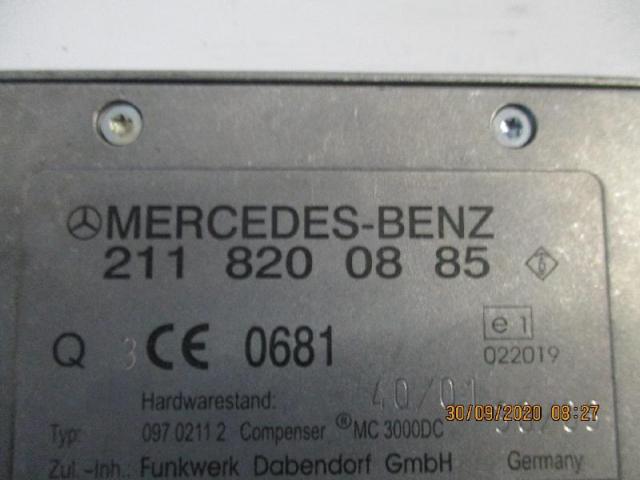 MERCEDES-BENZ
211 820 08 85
Q 3 CE 0681 e1
022019
Hardwarestand: 40/01
30/09/2020 08:27
Typ: 097 0211 2 Compenser ® MC 3000DC
Zul.-Inh.: Funkwerk Dabendorf GmbH Germany